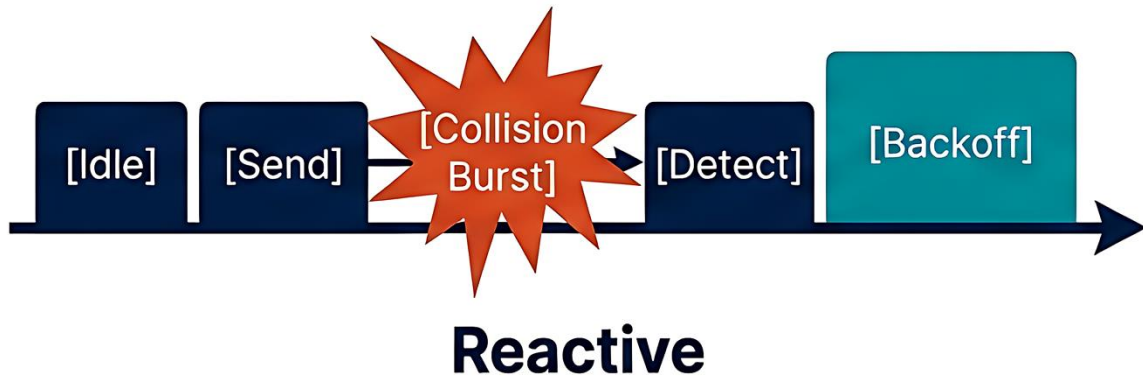 [Idle]
[Send]
[Collision
Burst]
[Detect]
[Backoff]
Reactive